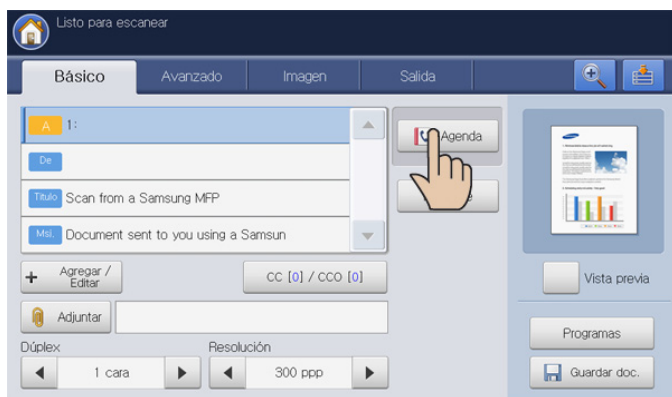 Listo para escanear
Básico
Avanzado
Imagen
Salida
A 1:
Agenda
De
Título Scan from a Samsung MFP
Msj. Document sent to you using a Samsun
+ Agregar /
Editar
CC [0] / CCO [0]
Vista previa
Adjuntar
Programas
Dúplex
Resolución
1 cara
300 ppp
Guardar doc.